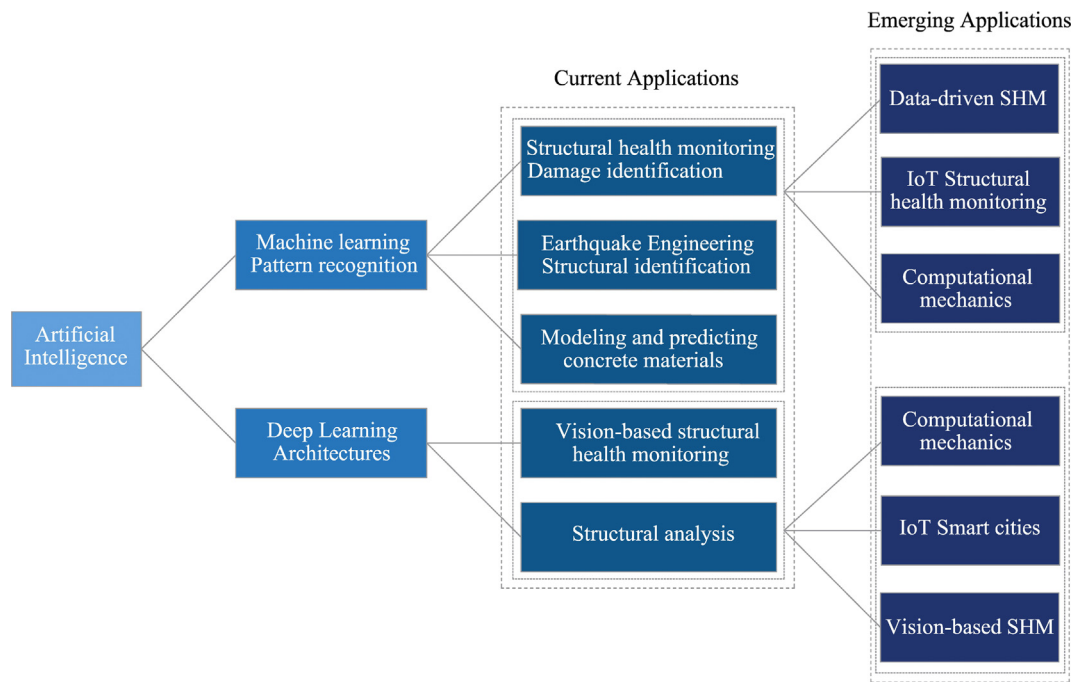 Emerging Applications
Current Applications
Data-driven SHM
Structural health monitoring
Damage identification
IoT Structural
health monitoring
Machine learning
Pattern recognition
Earthquake Engineering
Structural identification
Computational
mechanics
Artificial
Intelligence
Modeling and predicting
concrete materials
Deep Learning
Architectures
Vision-based structural
health monitoring
Computational
mechanics
Structural analysis
IoT Smart cities
Vision-based SHM